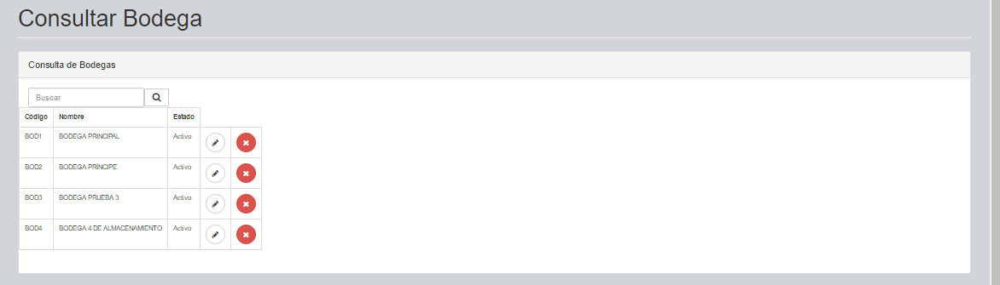 Consultar Bodega
Consulta de Bodegas
Buscar
Código Nombre Estado
BOD1 BODEGA PRINCIPAL Activo
BOD2 BODEGA PRÍNCIPE Activo
BOD3 BODEGA PRUEBA 3 Activo
BOD4 BODEGA 4 DE ALMACENAMIENTO Activo